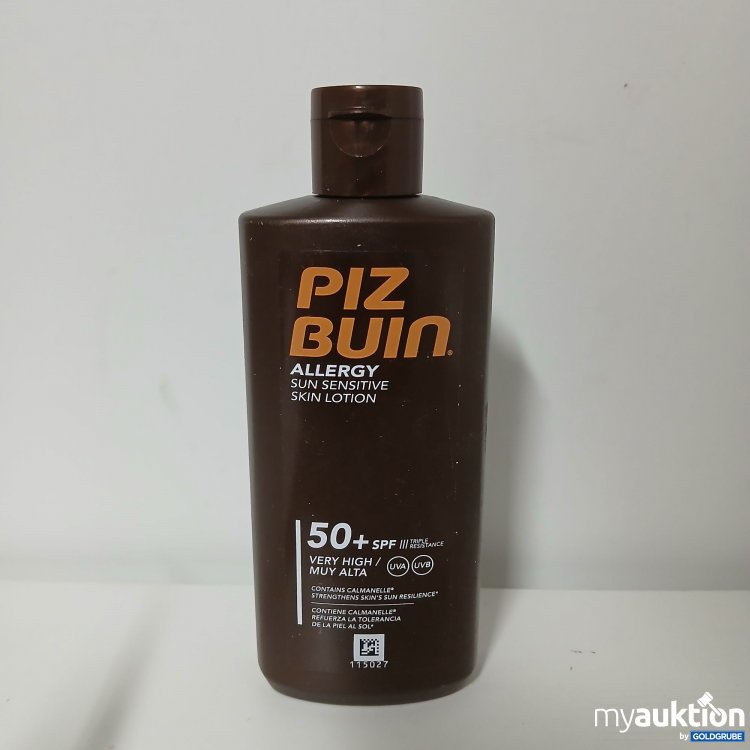 PIZ
BUIN®
ALLERGY
SUN SENSITIVE
SKIN LOTION
50+ SPF
TRIPLE
RESISTANCE
VERY HIGH /
MUY ALTA
UVA UVB
CONTAINS CALMANELLE®
STRENGTHENS SKIN'S SUN RESILIENCE*
CONTIENE CALMANELLE®
REFUERZA LA TOLERANCIA
DE LA PIEL AL SOL*
115027
myauktion
by GOLDGRUBE